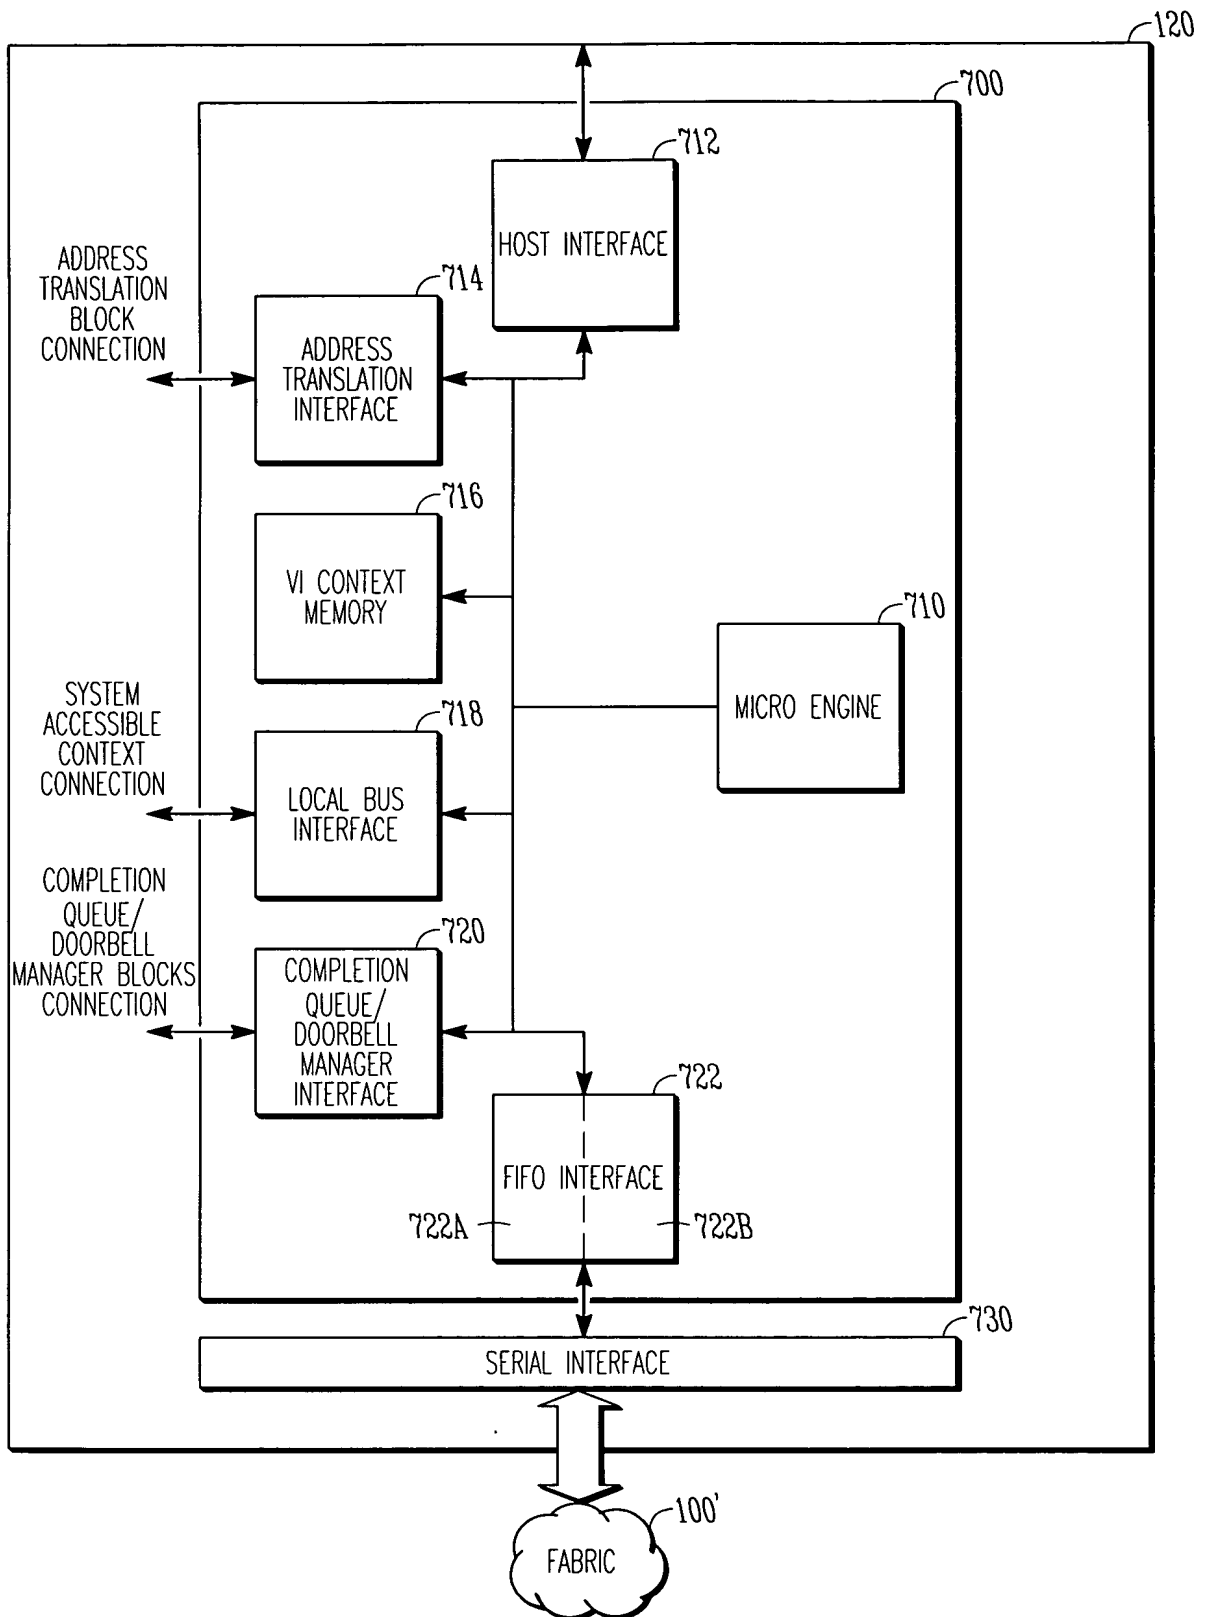 120
700
712
HOST INTERFACE
ADDRESS
TRANSLATION
BLOCK
CONNECTION
714
ADDRESS
TRANSLATION
INTERFACE
716
VI CONTEXT
MEMORY
710
MICRO ENGINE
SYSTEM
ACCESSIBLE
CONTEXT
CONNECTION
718
LOCAL BUS
INTERFACE
COMPLETION
QUEUE/
DOORBELL
MANAGER BLOCKS
CONNECTION
720
COMPLETION
QUEUE/
DOORBELL
MANAGER
INTERFACE
722
FIFO INTERFACE
722A
722B
730
SERIAL INTERFACE
100'
FABRIC